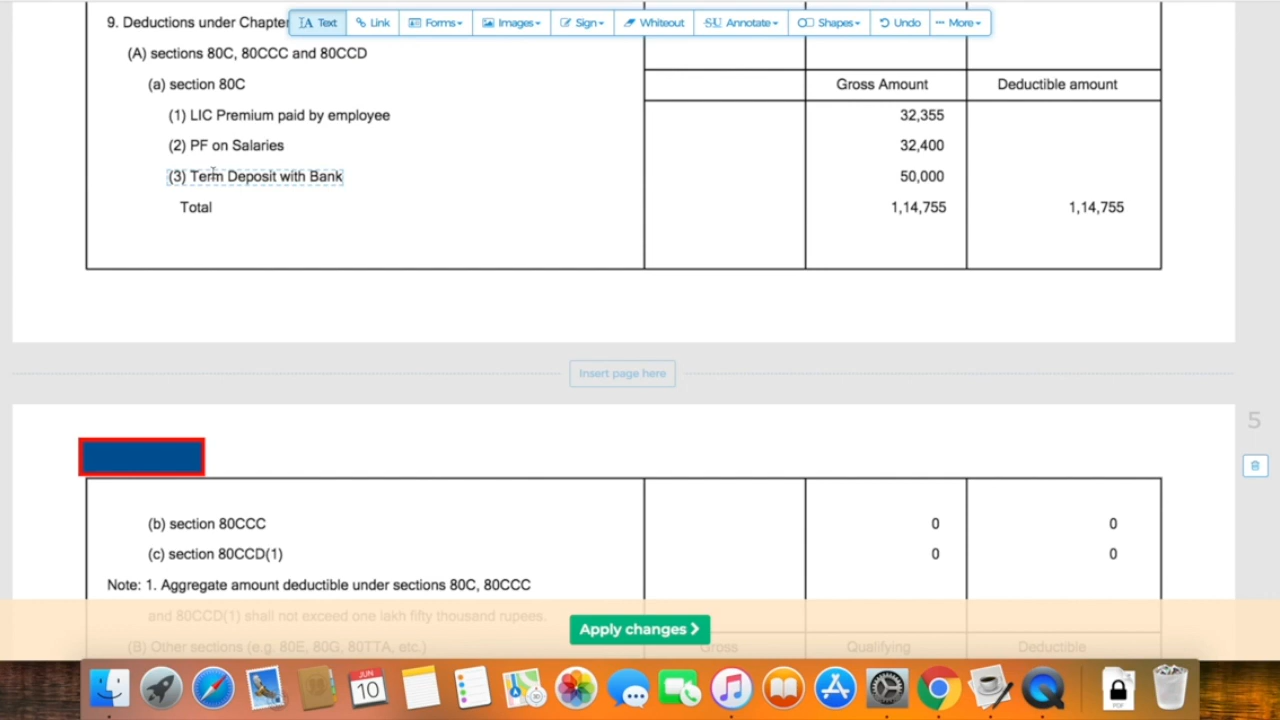 9. Deductions under Chapter
Text Link Forms Images Sign Whiteout Annotate Shapes Undo More
(A) sections 80C, 80CCC and 80CCD
(a) section 80C Gross Amount Deductible amount
(1) LIC Premium paid by employee 32,355
(2) PF on Salaries 32,400
(3) Term Deposit with Bank 50,000
Total 1,14,755 1,14,755
Insert page here
5
(b) section 80CCC 0 0
(c) section 80CCD(1) 0 0
Note: 1. Aggregate amount deductible under sections 80C, 80CCC
and 80CCD(1) shall not exceed one lakh fifty thousand rupees.
Apply changes
(B) Other sections (e.g. 80E, 80G, 80TTA, etc.) Gross Qualifying Deductible
JUN
10
PDF